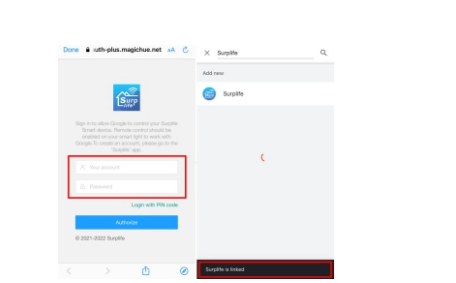 Done
uth-plus.magichue.net
AA
Surp
life
Sign in to allow Google to control your Surplife
Smart device. Remote control should be
enabled on your smart light to work with
Google.To create an account, please go to the
"Surplife" app.
Your account
Password
Login with PIN code
Authorize
© 2021-2022 Surplife
Surplife
Add new
Surplife
Surplife is linked